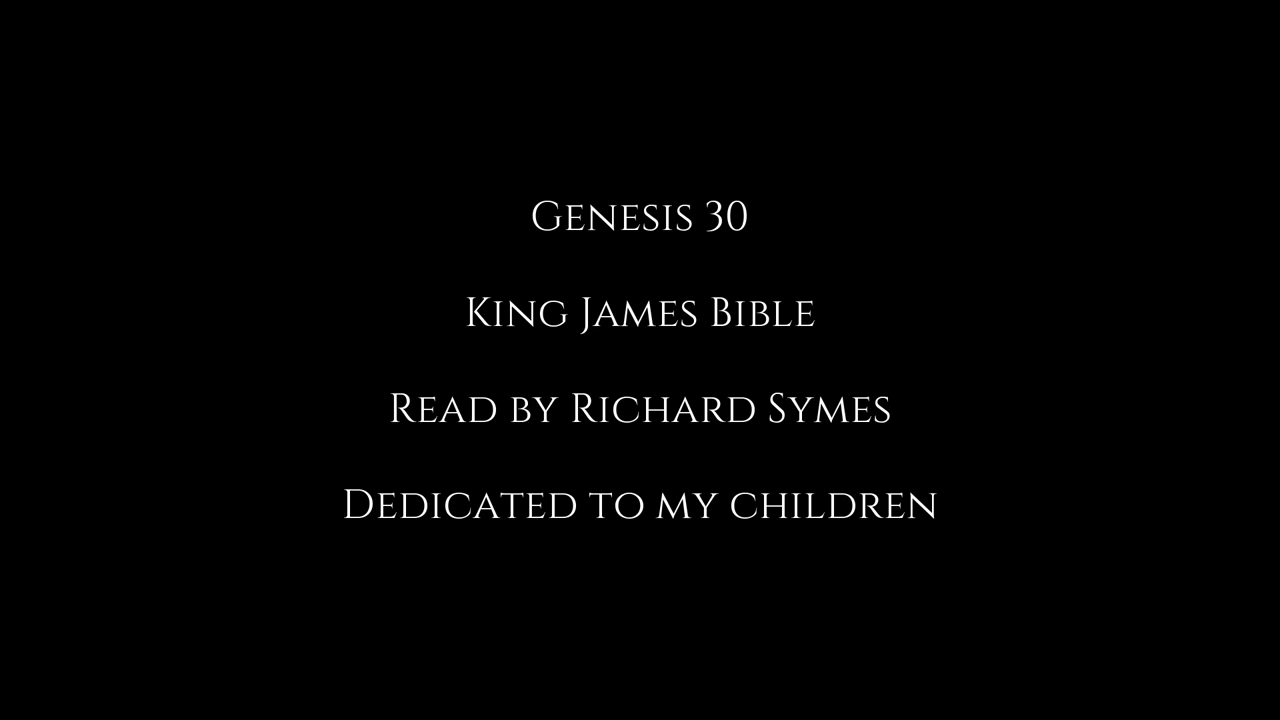 Genesis 30
King James Bible
Read by Richard Symes
Dedicated to my children